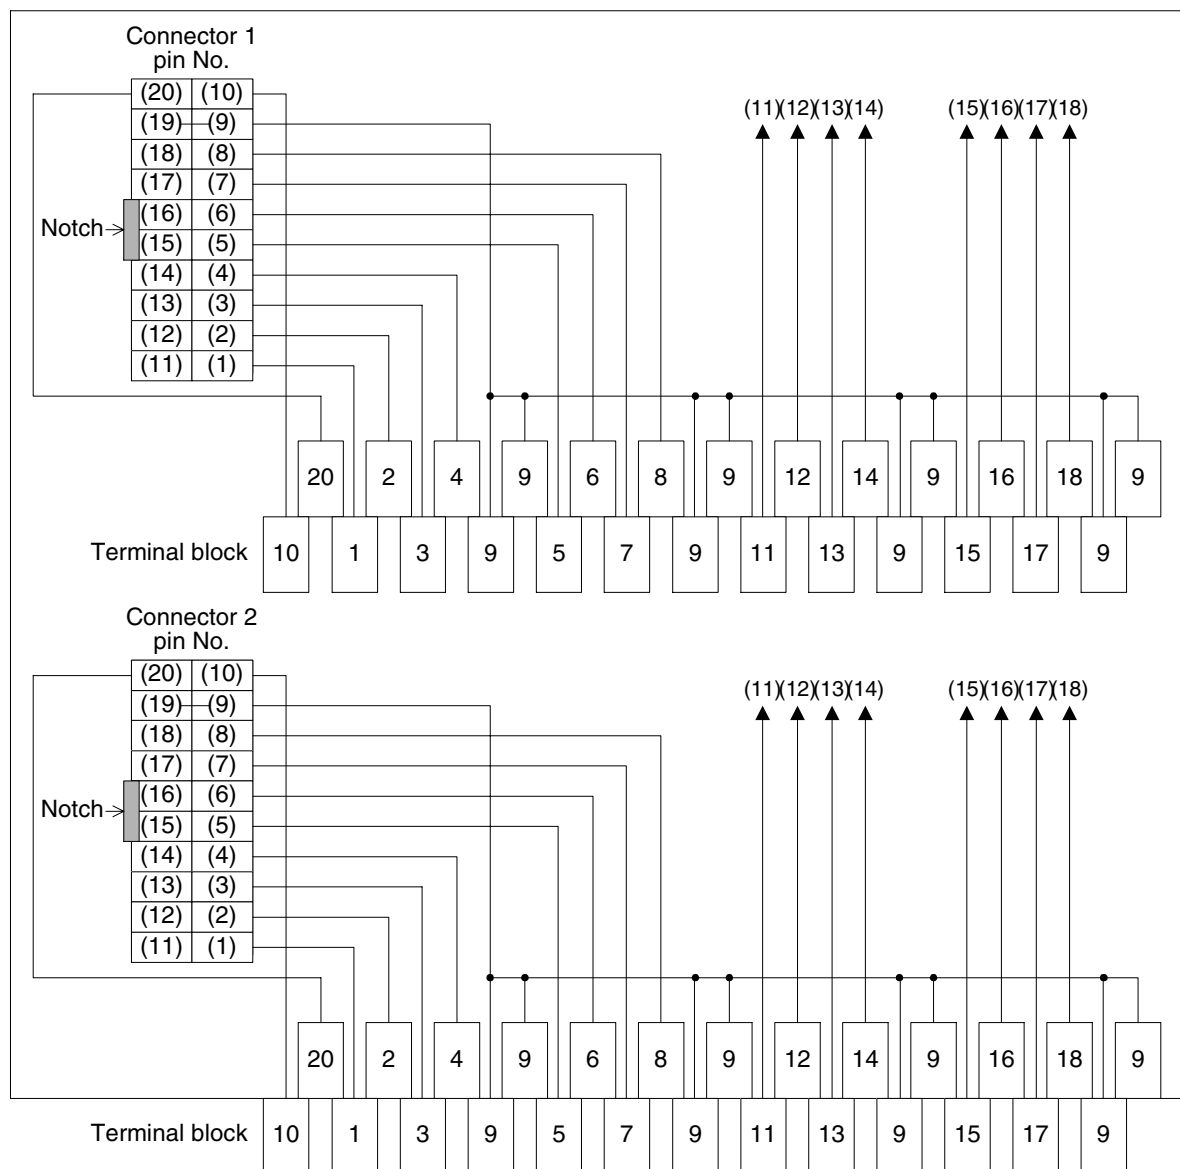 Connector 1
pin No.
(20) (10)
(19) (9)
(18) (8)
(17) (7)
(16) (6)
(15) (5)
(14) (4)
(13) (3)
(12) (2)
(11) (1)
Notch
(11)(12)(13)(14) (15)(16)(17)(18)
20 2 4 9 6 8 9 12 14 9 16 18 9
Terminal block 10 1 3 9 5 7 9 11 13 9 15 17 9
Connector 2
pin No.
(20) (10)
(19) (9)
(18) (8)
(17) (7)
(16) (6)
(15) (5)
(14) (4)
(13) (3)
(12) (2)
(11) (1)
Notch
(11)(12)(13)(14) (15)(16)(17)(18)
20 2 4 9 6 8 9 12 14 9 16 18 9
Terminal block 10 1 3 9 5 7 9 11 13 9 15 17 9